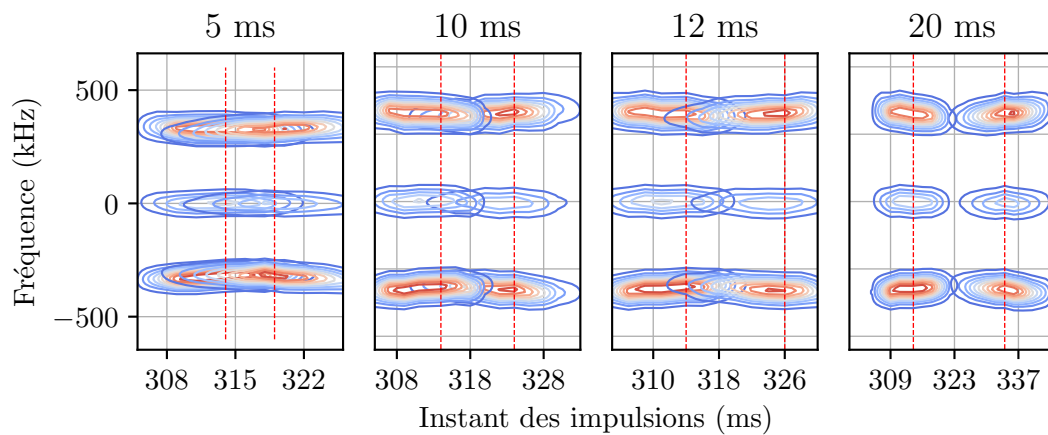 5 ms 10 ms 12 ms 20 ms
Fréquence (kHz)
500
0
−500
308 315 322 308 318 328 310 318 326 309 323 337
Instant des impulsions (ms)